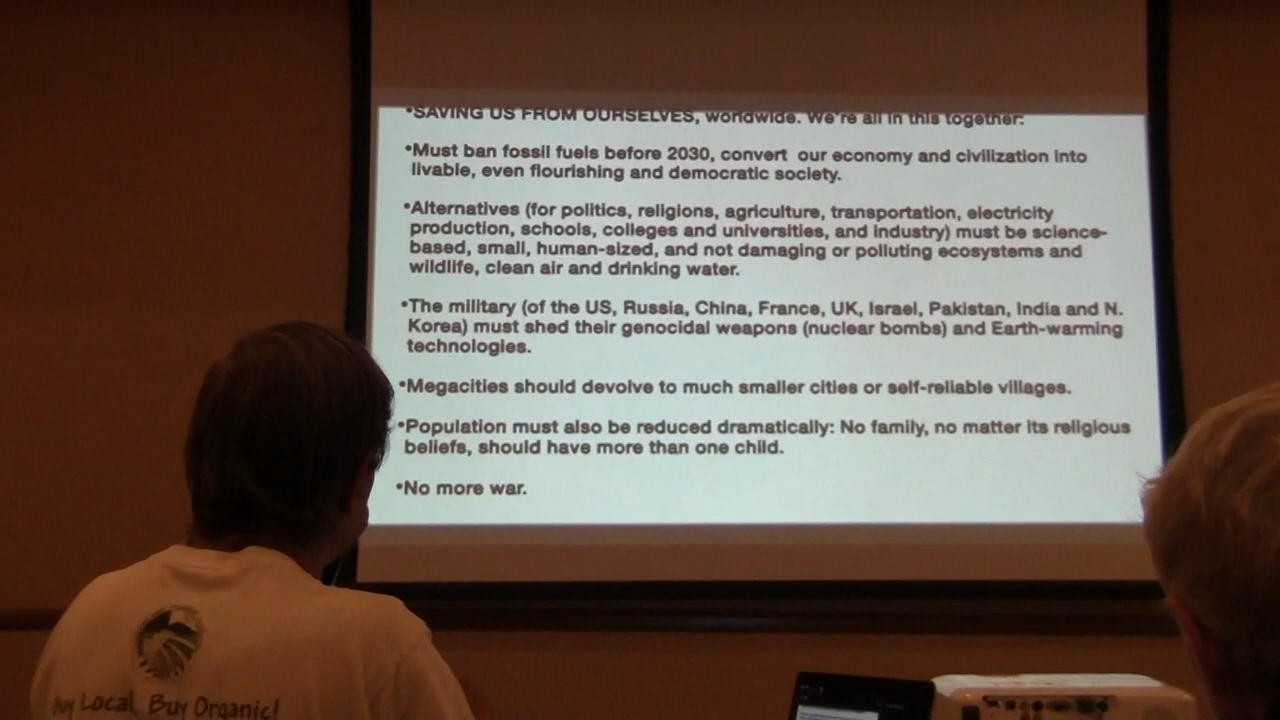 •SAVING US FROM OURSELVES, worldwide. We're all in this together:
•Must ban fossil fuels before 2030, convert our economy and civilization into
livable, even flourishing and democratic society.
•Alternatives (for politics, religions, agriculture, transportation, electricity
production, schools, colleges and universities, and industry) must be science-
based, small, human-sized, and not damaging or polluting ecosystems and
wildlife, clean air and drinking water.
•The military (of the US, Russia, China, France, UK, Israel, Pakistan, India and N.
Korea) must shed their genocidal weapons (nuclear bombs) and Earth-warming
technologies.
•Megacities should devolve to much smaller cities or self-reliable villages.
•Population must also be reduced dramatically: No family, no matter its religious
beliefs, should have more than one child.
•No more war.
Buy Local, Buy Organic!